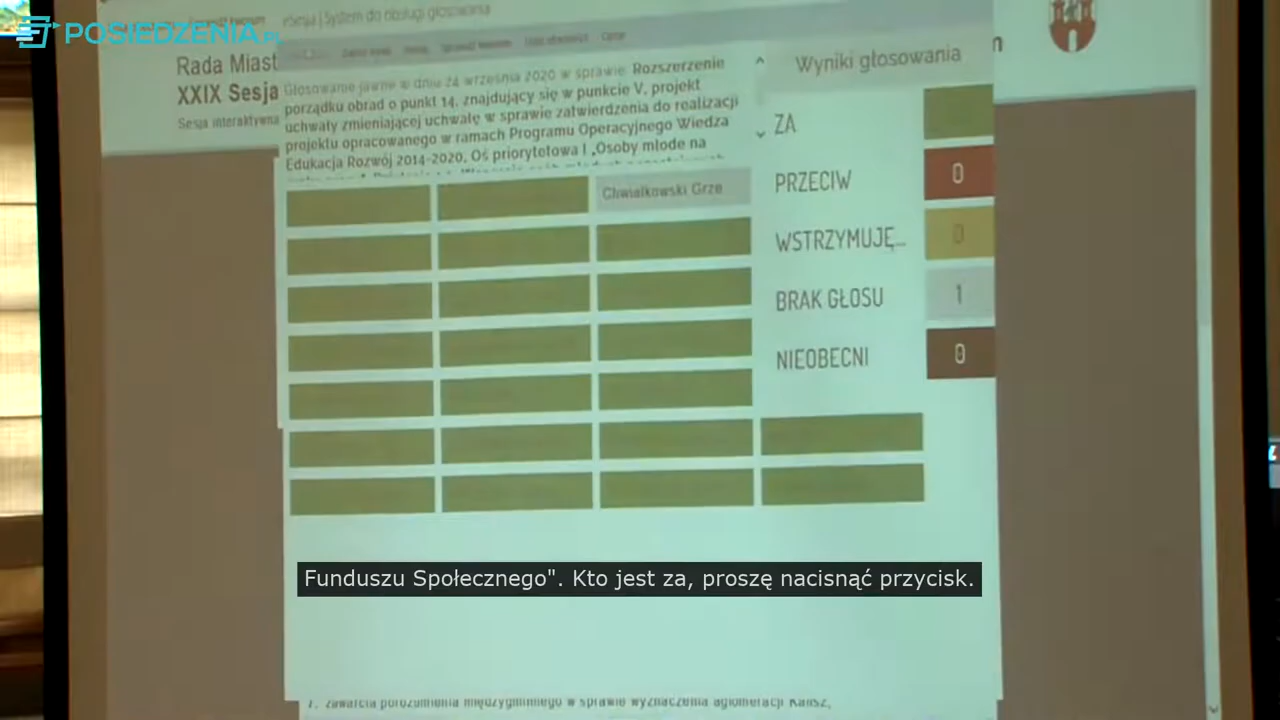 POSIEDZENIA.PL
eSesja | System do obsługi głosowania
Rada Miast
XXIX Sesja
Sesja interaktywna
Głosowanie jawne w dniu 24 września 2020 w sprawie: Rozszerzenie
porządku obrad o punkt 14. znajdujący się w punkcie V. projekt
uchwały zmieniającej uchwałę w sprawie zatwierdzenia do realizacji
projektu opracowanego w ramach Programu Operacyjnego Wiedza
Edukacja Rozwój 2014-2020, Oś priorytetowa I „Osoby młode na
Chwiałkowski Grze
Wyniki głosowania
ZA
PRZECIW 0
WSTRZYMUJĘ... 0
BRAK GŁOSU 1
NIEOBECNI 0
Funduszu Społecznego". Kto jest za, proszę nacisnąć przycisk.
7. zawarcia porozumienia międzygminnego w sprawie wyznaczenia aglomeracji Kalisz,